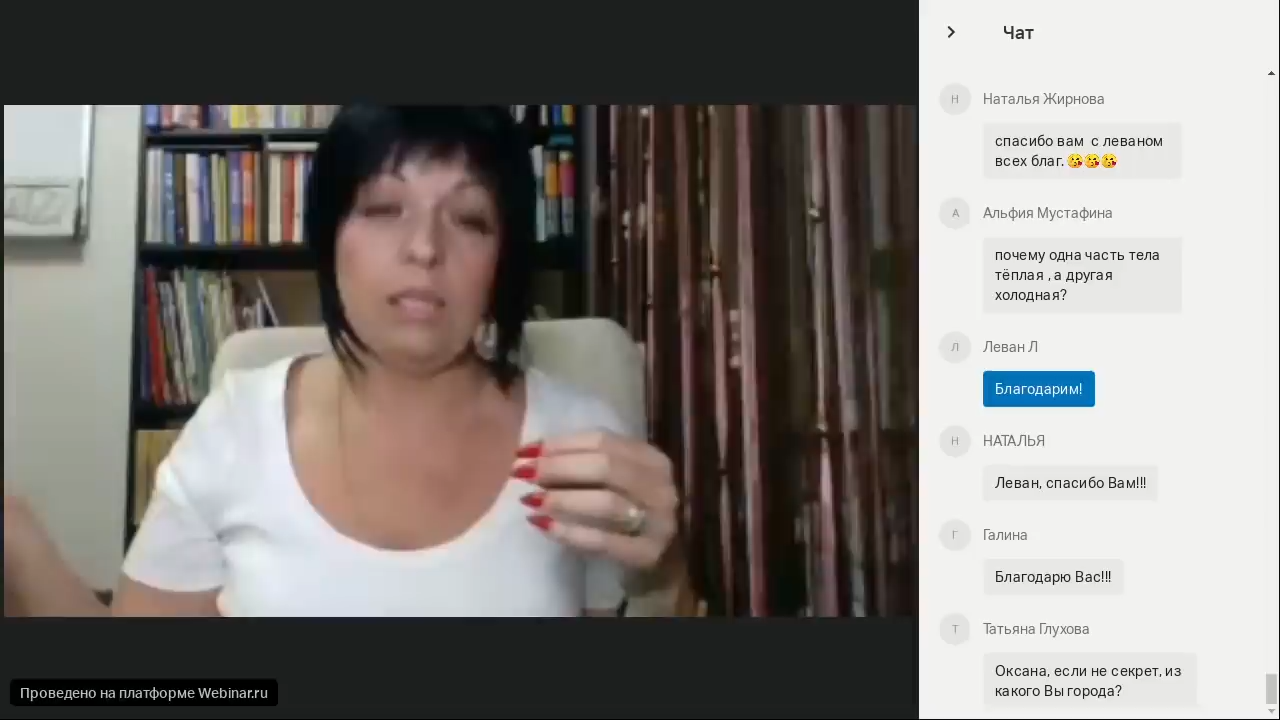 Чат
Н
Наталья Жирнова
спасибо вам с леваном
всех благ.😘😘😘
А
Альфия Мустафина
почему одна часть тела
тёплая , а другая
холодная?
Л
Леван Л
Благодарим!
Н
НАТАЛЬЯ
Леван, спасибо Вам!!!
Г
Галина
Благодарю Вас!!!
Т
Татьяна Глухова
Оксана, если не секрет, из
какого Вы города?
Проведено на платформе Webinar.ru